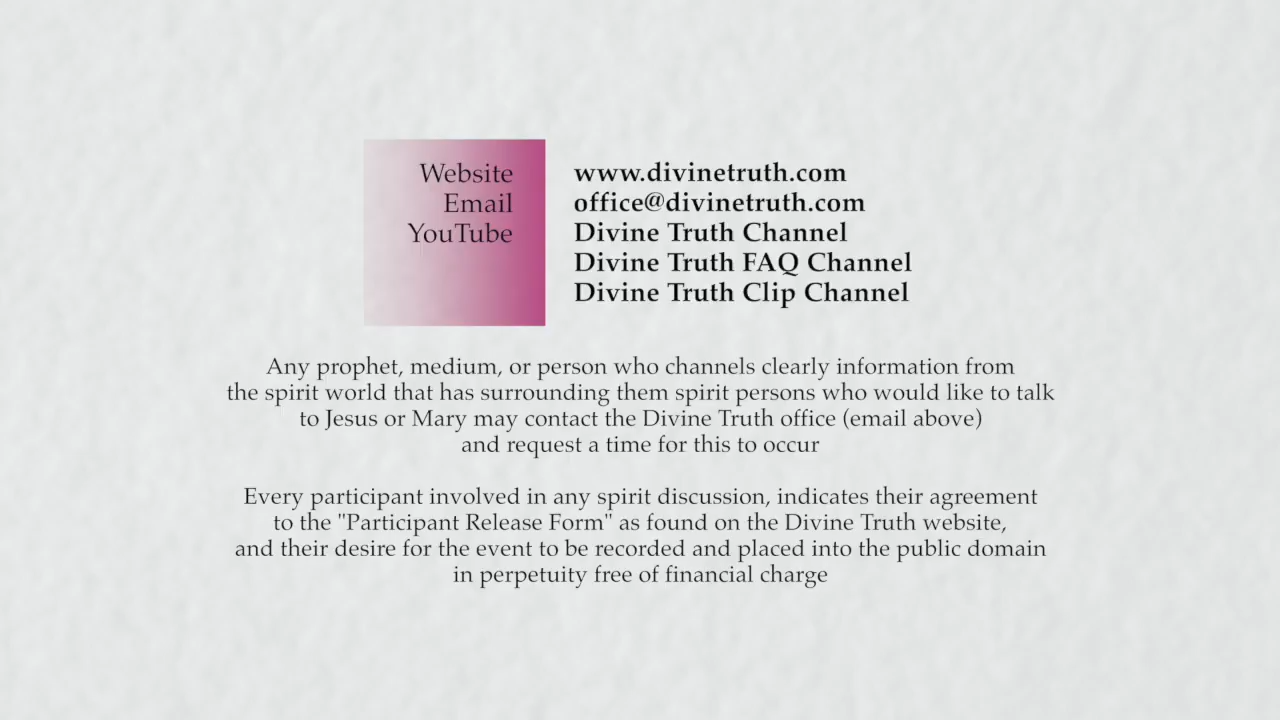 Website www.divinetruth.com
Email office@divinetruth.com
YouTube Divine Truth Channel
Divine Truth FAQ Channel
Divine Truth Clip Channel
Any prophet, medium, or person who channels clearly information from
the spirit world that has surrounding them spirit persons who would like to talk
to Jesus or Mary may contact the Divine Truth office (email above)
and request a time for this to occur
Every participant involved in any spirit discussion, indicates their agreement
to the "Participant Release Form" as found on the Divine Truth website,
and their desire for the event to be recorded and placed into the public domain
in perpetuity free of financial charge